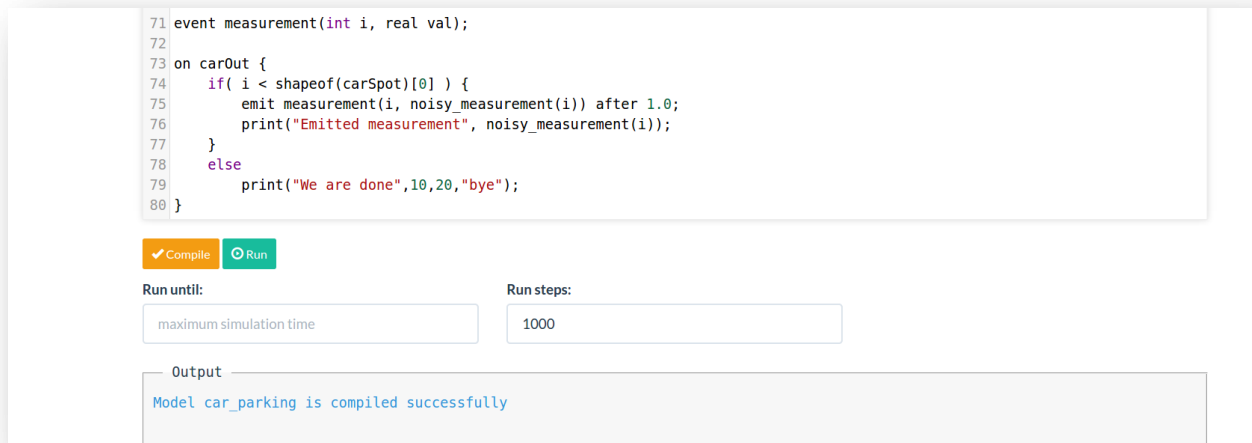 71 event measurement(int i, real val);
72
73 on carOut {
74     if( i < shapeof(carSpot)[0] ) {
75         emit measurement(i, noisy_measurement(i)) after 1.0;
76         print("Emitted measurement", noisy_measurement(i));
77     }
78     else
79         print("We are done",10,20,"bye");
80 }
Compile Run
Run until: Run steps:
maximum simulation time 1000
Output
Model car_parking is compiled successfully